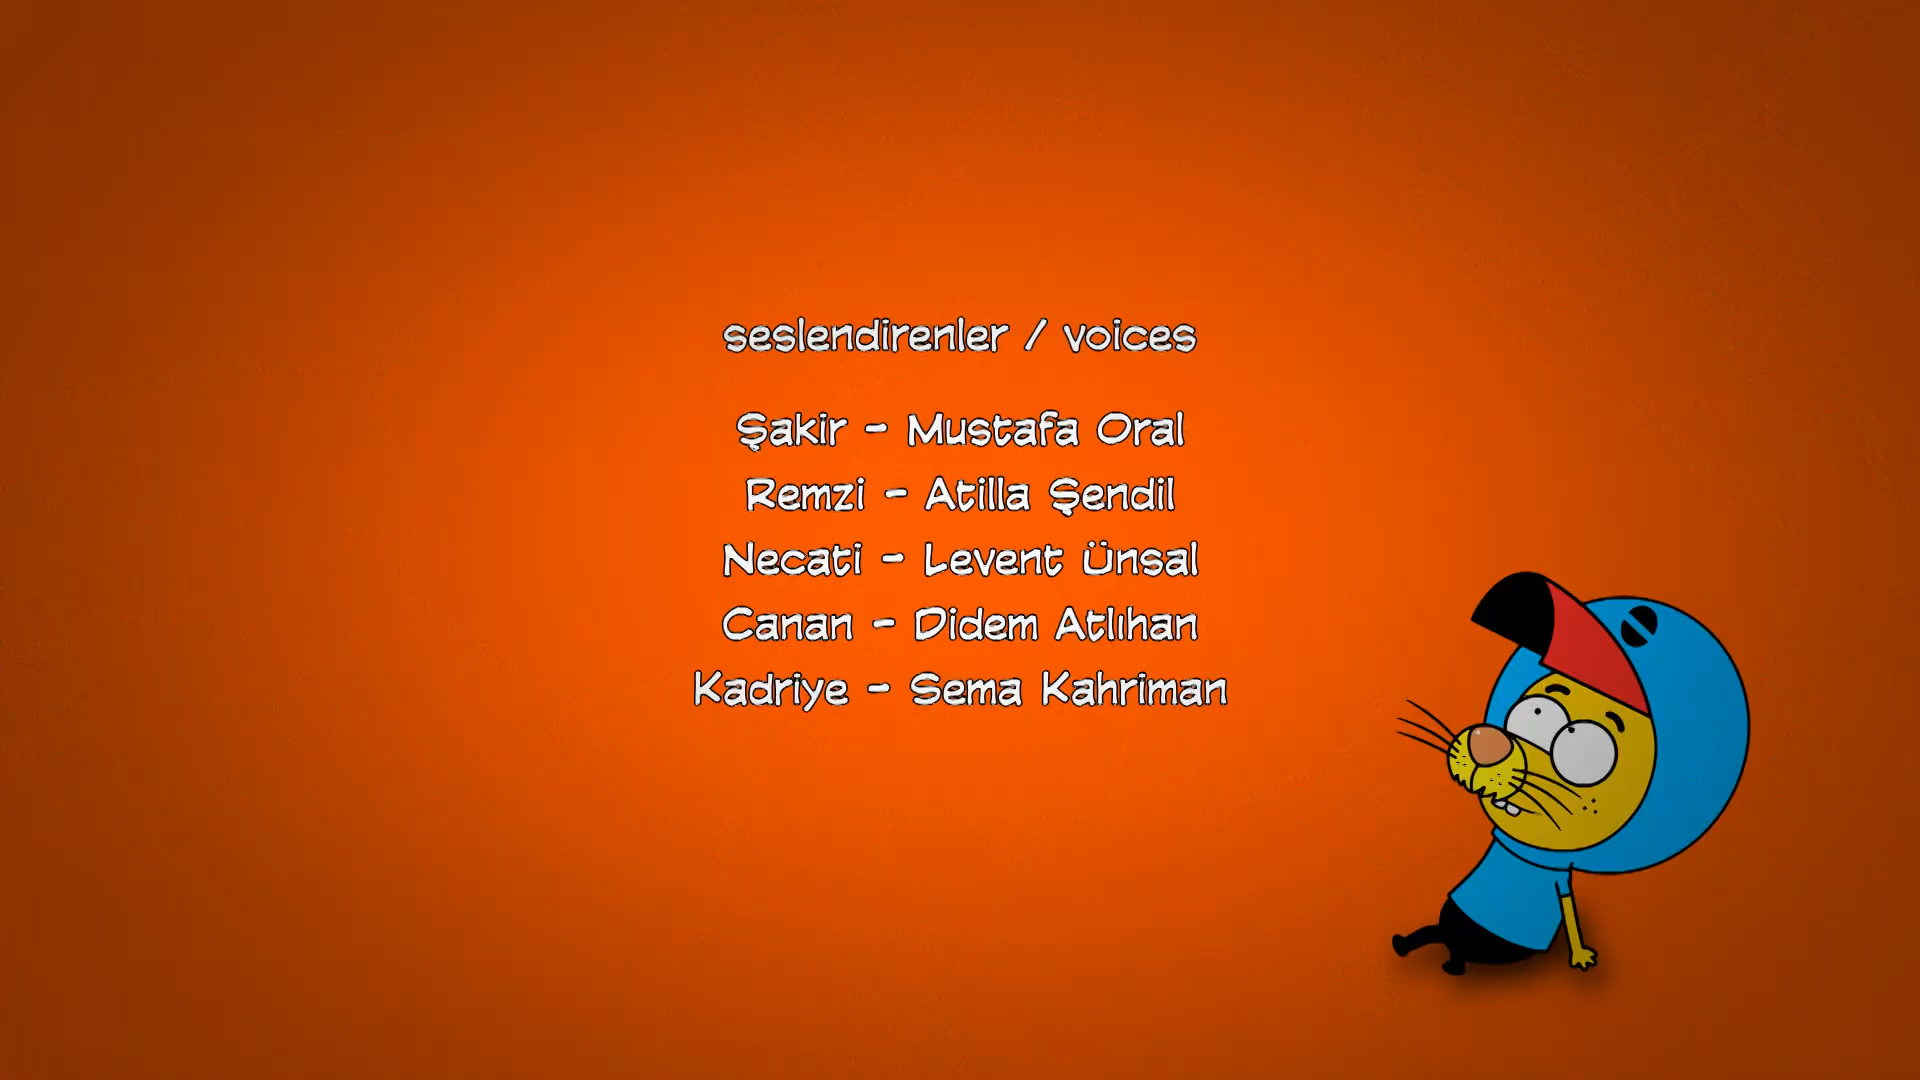 seslendirenler / voices
Şakir - Mustafa Oral
Remzi - Atilla Şendil
Necati - Levent Ünsal
Canan - Didem Atlıhan
Kadriye - Sema Kahriman